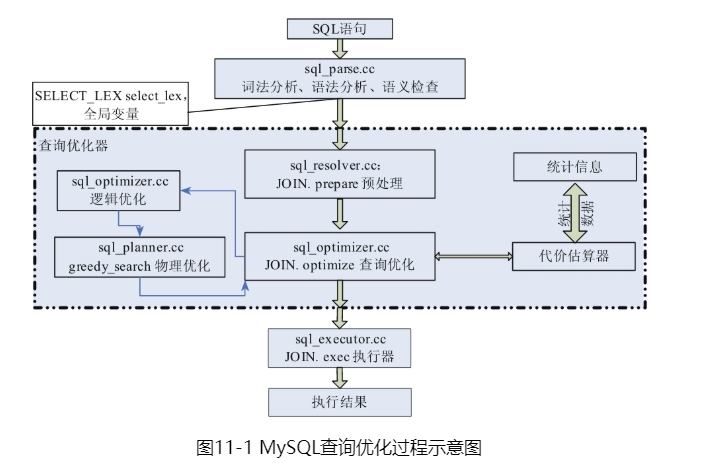 SQL语句
sql_parse.cc
词法分析、语法分析、语义检查
SELECT_LEX select_lex，
全局变量
查询优化器
sql_resolver.cc：
JOIN. prepare 预处理
统计信息
sql_optimizer.cc
逻辑优化
统计
数据
sql_planner.cc
greedy_search 物理优化
sql_optimizer.cc
JOIN. optimize 查询优化
代价估算器
sql_executor.cc
JOIN. exec 执行器
执行结果
图11-1 MySQL查询优化过程示意图